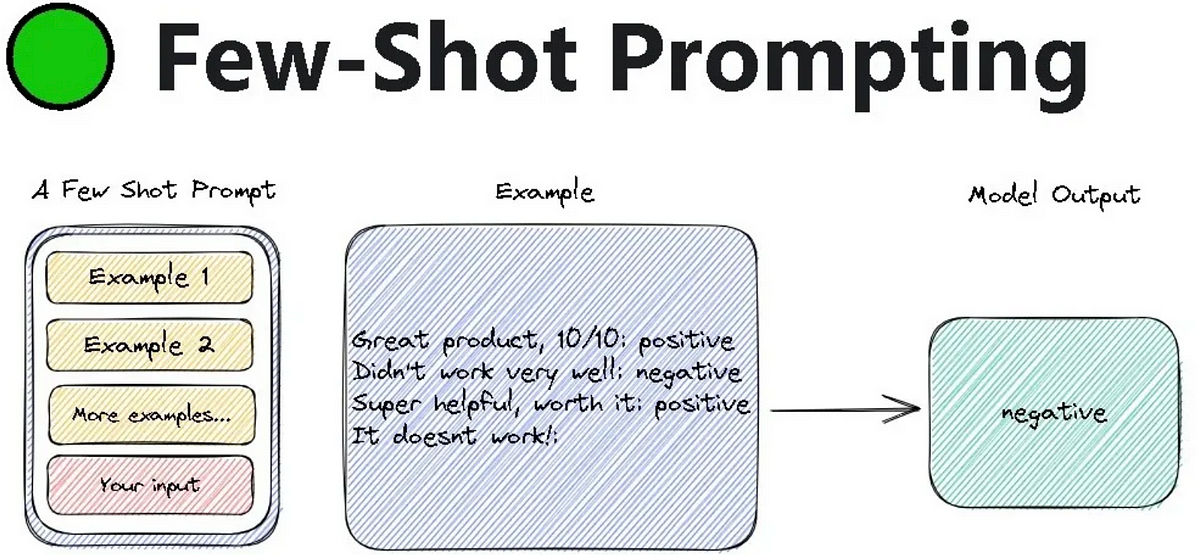 Few-Shot Prompting
A Few Shot Prompt
Example 1
Example 2
More examples...
Your input
Example
Great product, 10/10: positive
Didn't work very well: negative
Super helpful, worth it: positive
It doesnt work!:
Model Output
negative